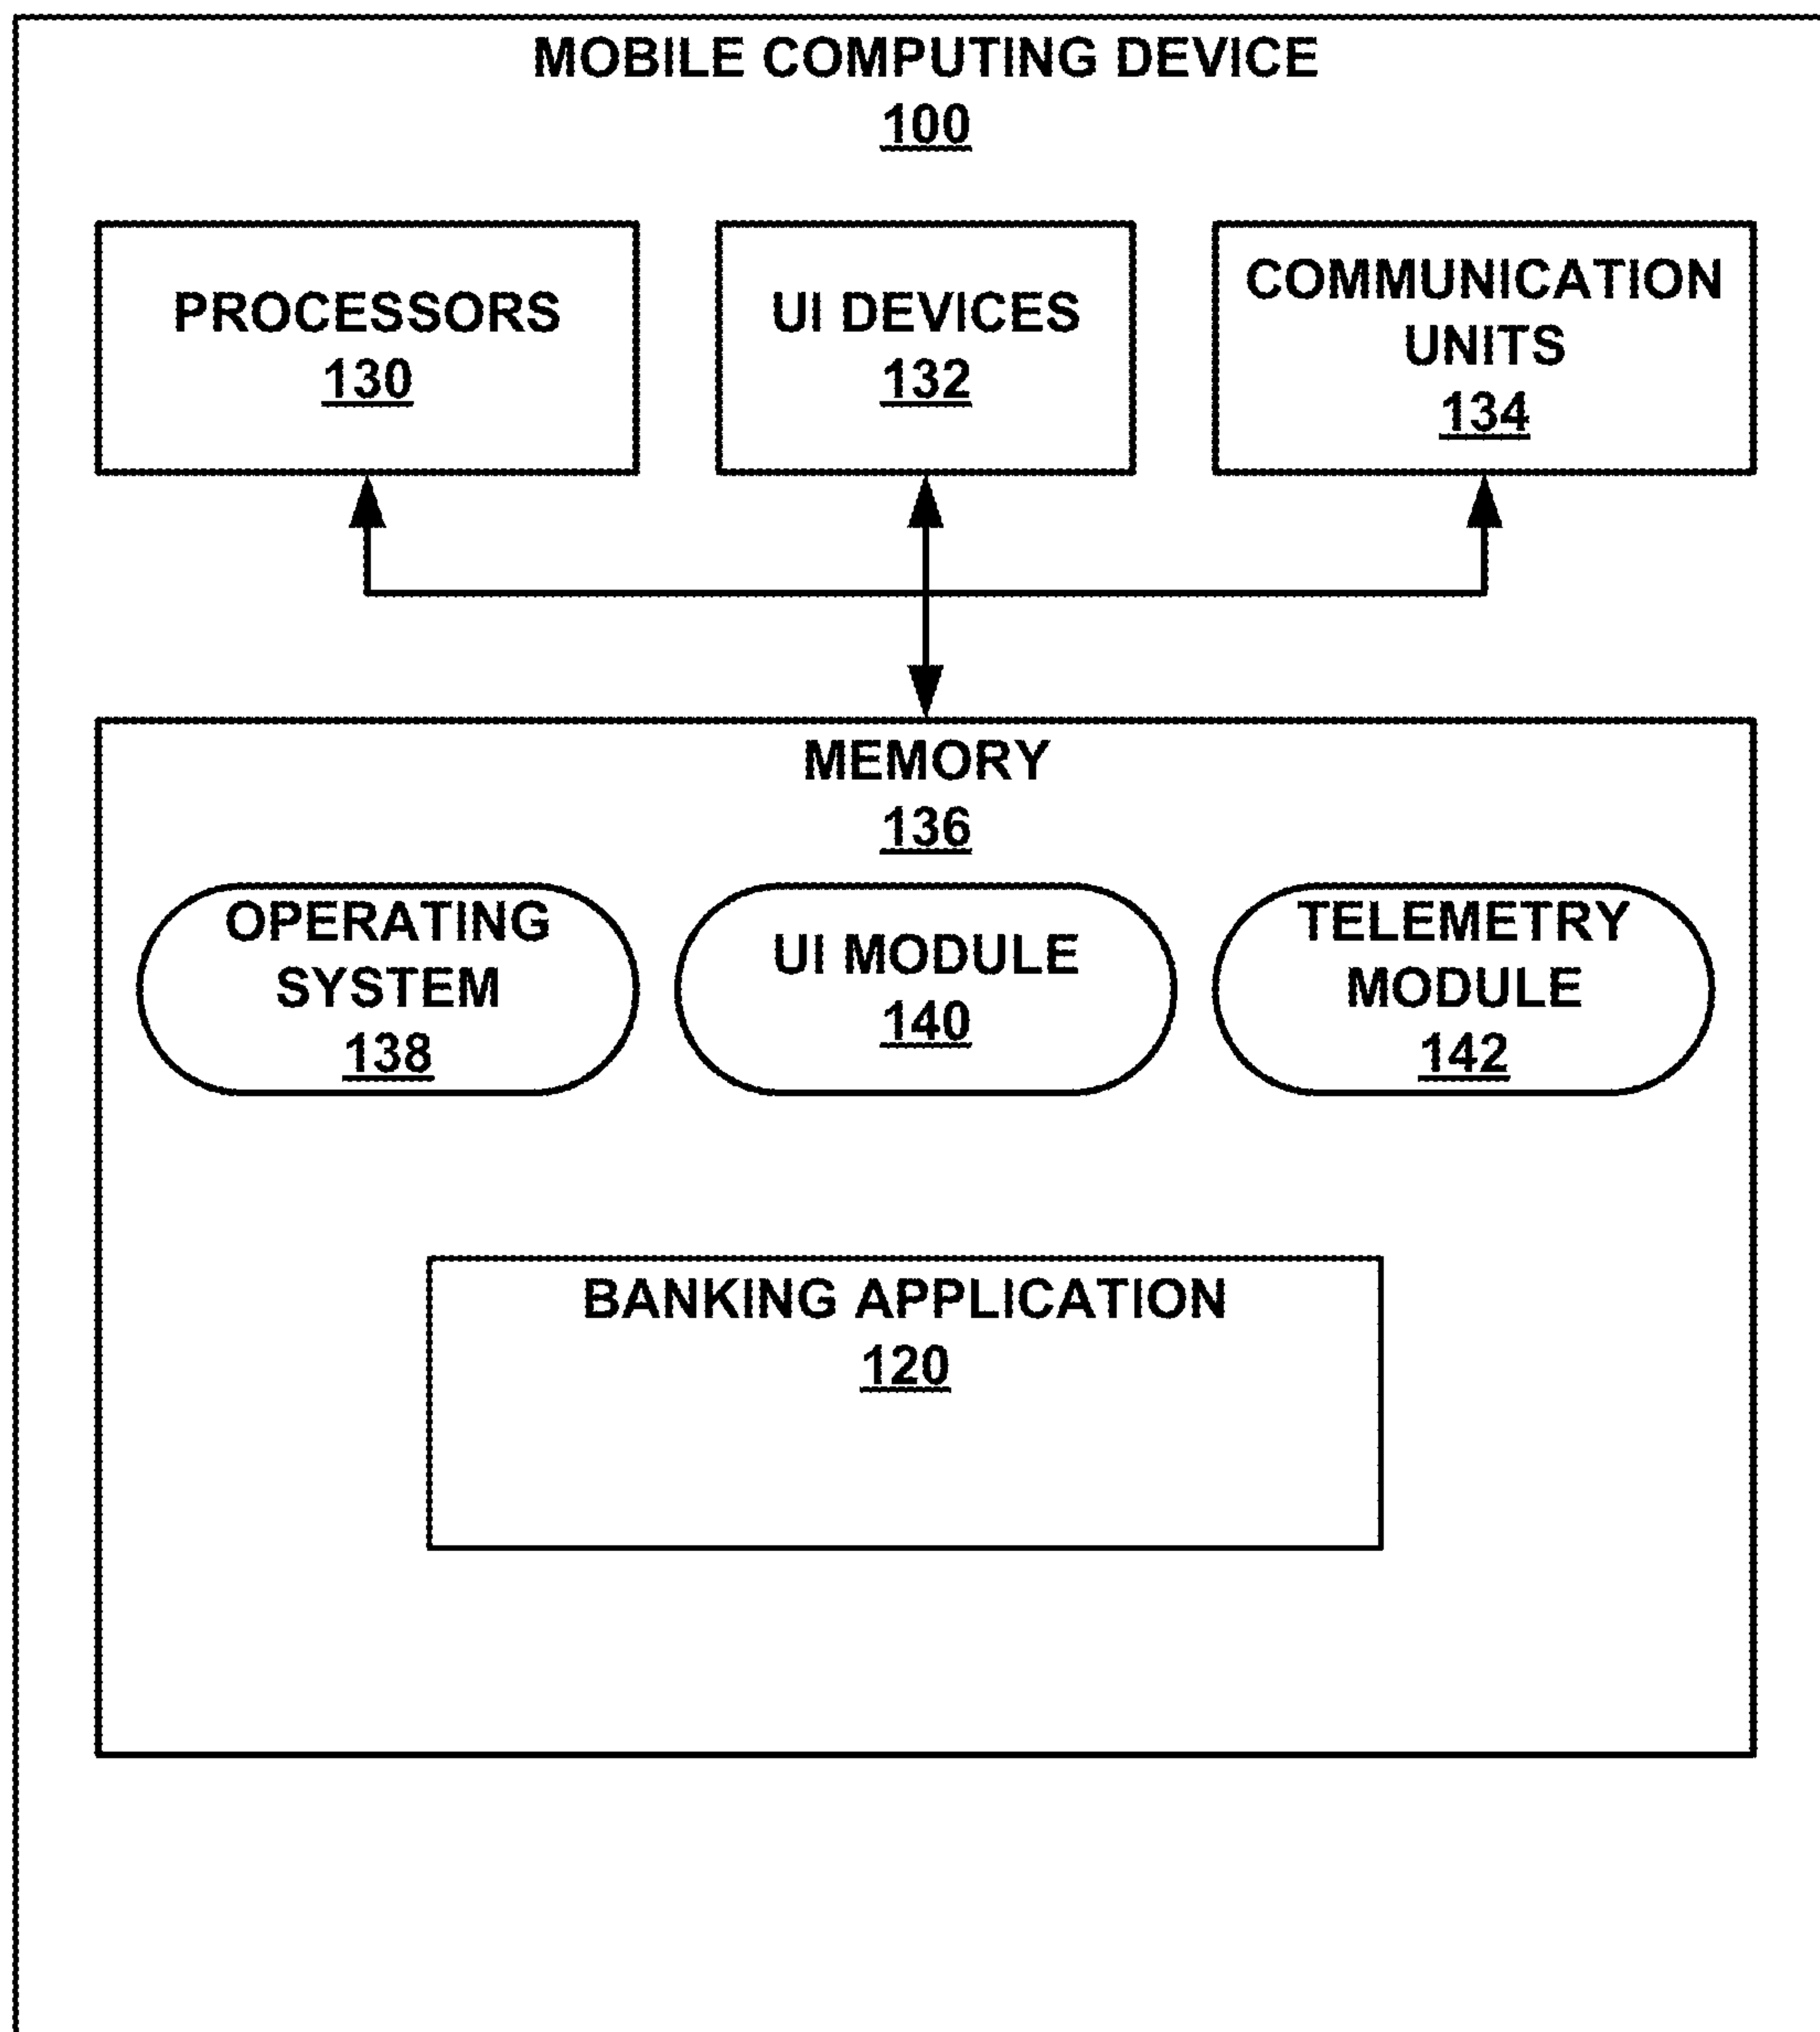 MOBILE COMPUTING DEVICE
100
PROCESSORS
130
UI DEVICES
132
COMMUNICATION
UNITS
134
MEMORY
136
OPERATING
SYSTEM
138
UI MODULE
140
TELEMETRY
MODULE
142
BANKING APPLICATION
120